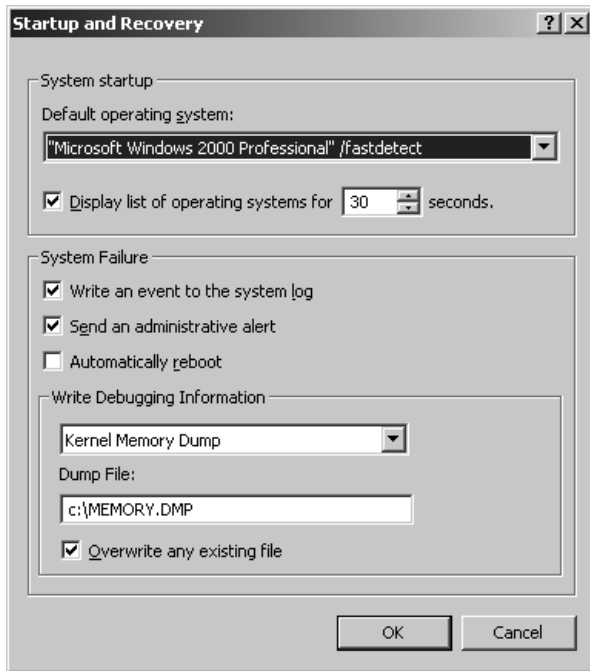 Startup and Recovery
System startup
Default operating system:
"Microsoft Windows 2000 Professional" /fastdetect
Display list of operating systems for 30 seconds.
System Failure
Write an event to the system log
Send an administrative alert
Automatically reboot
Write Debugging Information
Kernel Memory Dump
Dump File:
c:\MEMORY.DMP
Overwrite any existing file
OK Cancel